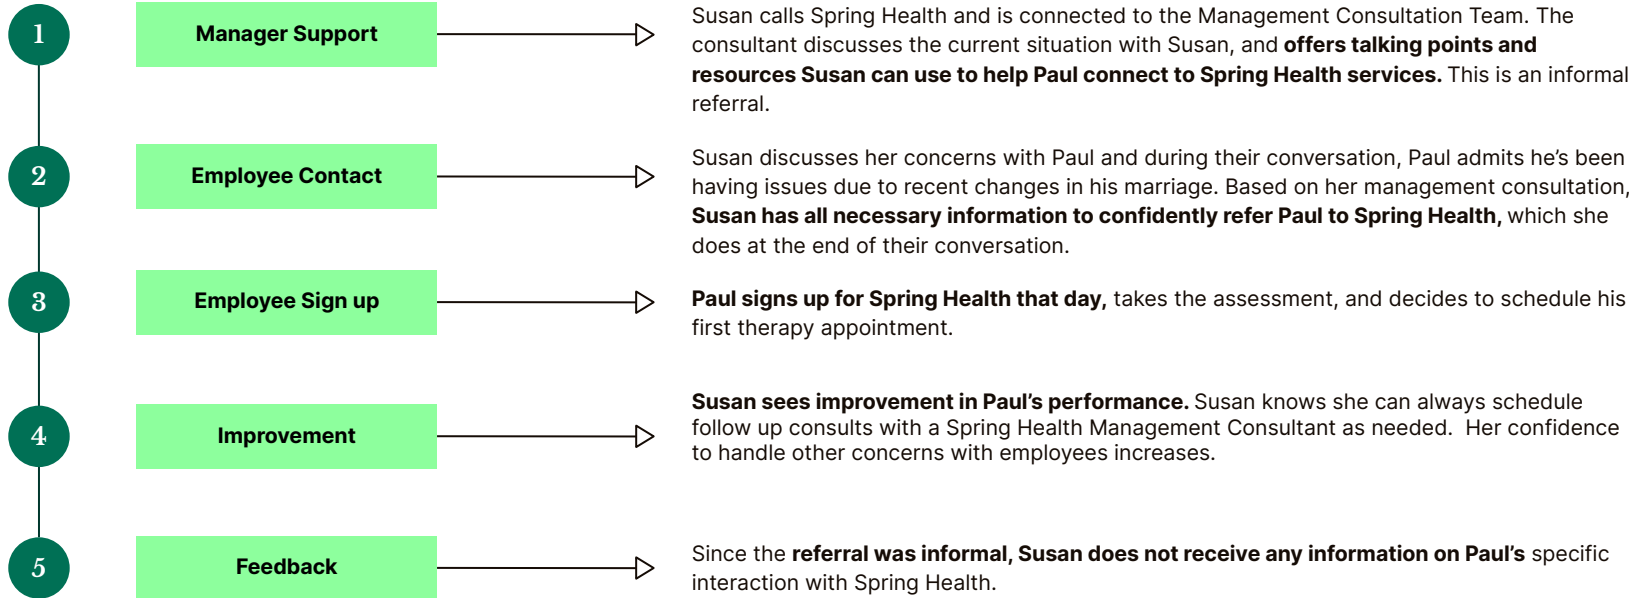 1
Manager Support
Susan calls Spring Health and is connected to the Management Consultation Team. The
consultant discusses the current situation with Susan, and offers talking points and
resources Susan can use to help Paul connect to Spring Health services. This is an informal
referral.
2
Employee Contact
Susan discusses her concerns with Paul and during their conversation, Paul admits he’s been
having issues due to recent changes in his marriage. Based on her management consultation,
Susan has all necessary information to confidently refer Paul to Spring Health, which she
does at the end of their conversation.
3
Employee Sign up
Paul signs up for Spring Health that day, takes the assessment, and decides to schedule his
first therapy appointment.
4
Improvement
Susan sees improvement in Paul’s performance. Susan knows she can always schedule
follow up consults with a Spring Health Management Consultant as needed.  Her confidence
to handle other concerns with employees increases.
5
Feedback
Since the referral was informal, Susan does not receive any information on Paul’s specific
interaction with Spring Health.